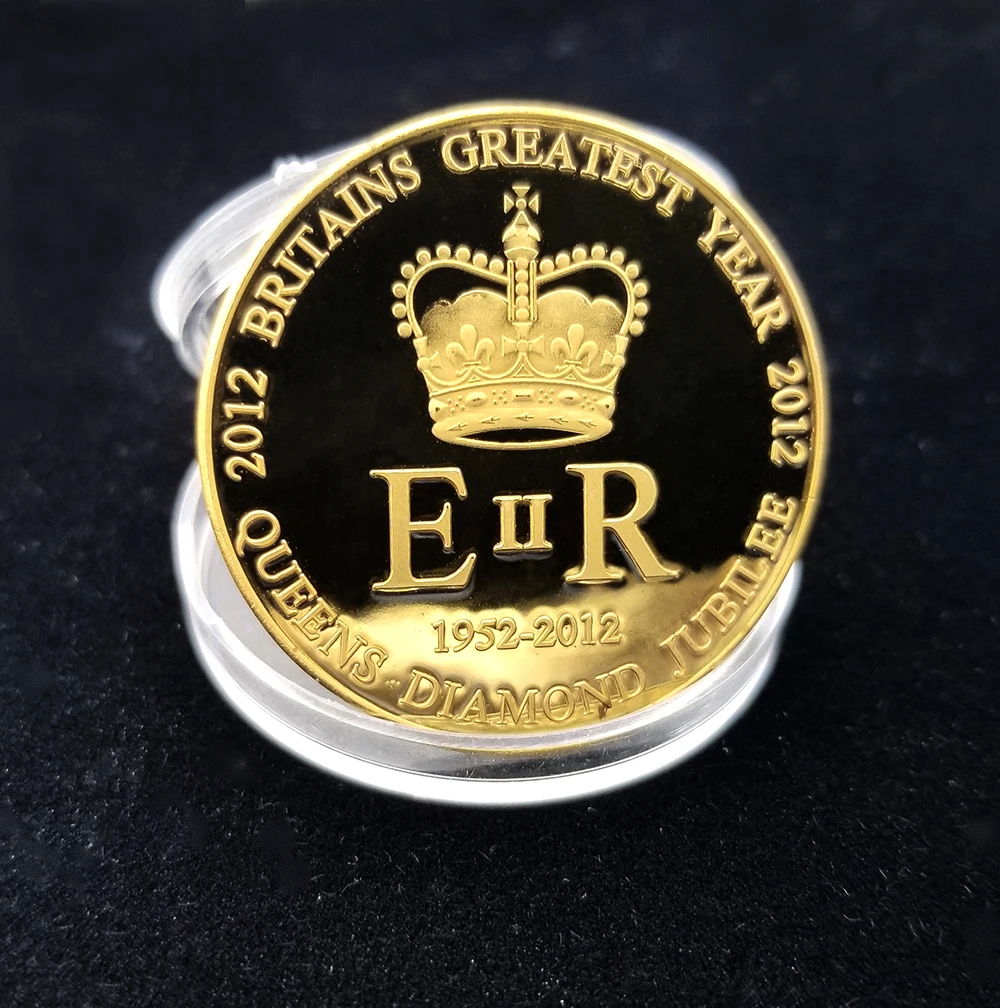 2012 BRITAINS GREATEST YEAR 2012
E II R
1952-2012
QUEENS DIAMOND JUBILEE